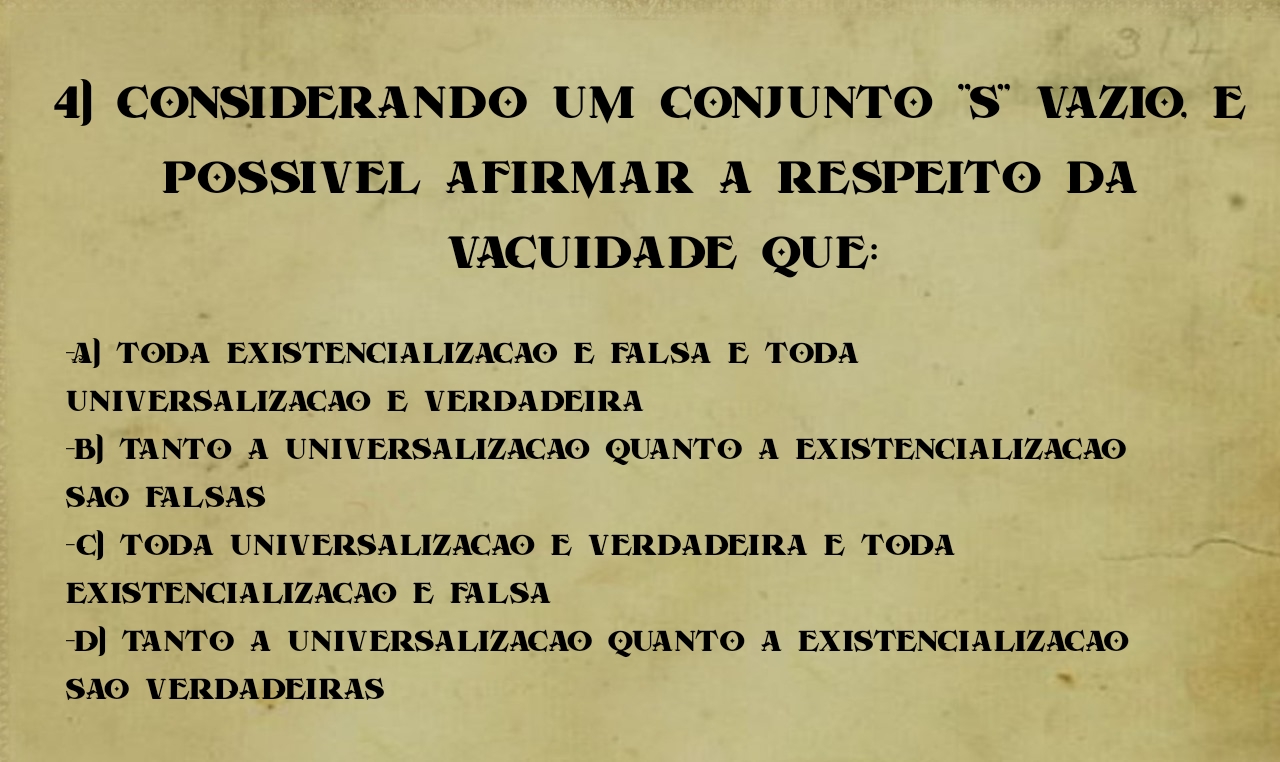 4) CONSIDERANDO UM CONJUNTO "S" VAZIO, E
POSSIVEL AFIRMAR A RESPEITO DA
VACUIDADE QUE:
-A) TODA EXISTENCIALIZACAO E FALSA E TODA
UNIVERSALIZACAO E VERDADEIRA
-B) TANTO A UNIVERSALIZACAO QUANTO A EXISTENCIALIZACAO
SAO FALSAS
-C) TODA UNIVERSALIZACAO E VERDADEIRA E TODA
EXISTENCIALIZACAO E FALSA
-D) TANTO A UNIVERSALIZACAO QUANTO A EXISTENCIALIZACAO
SAO VERDADEIRAS